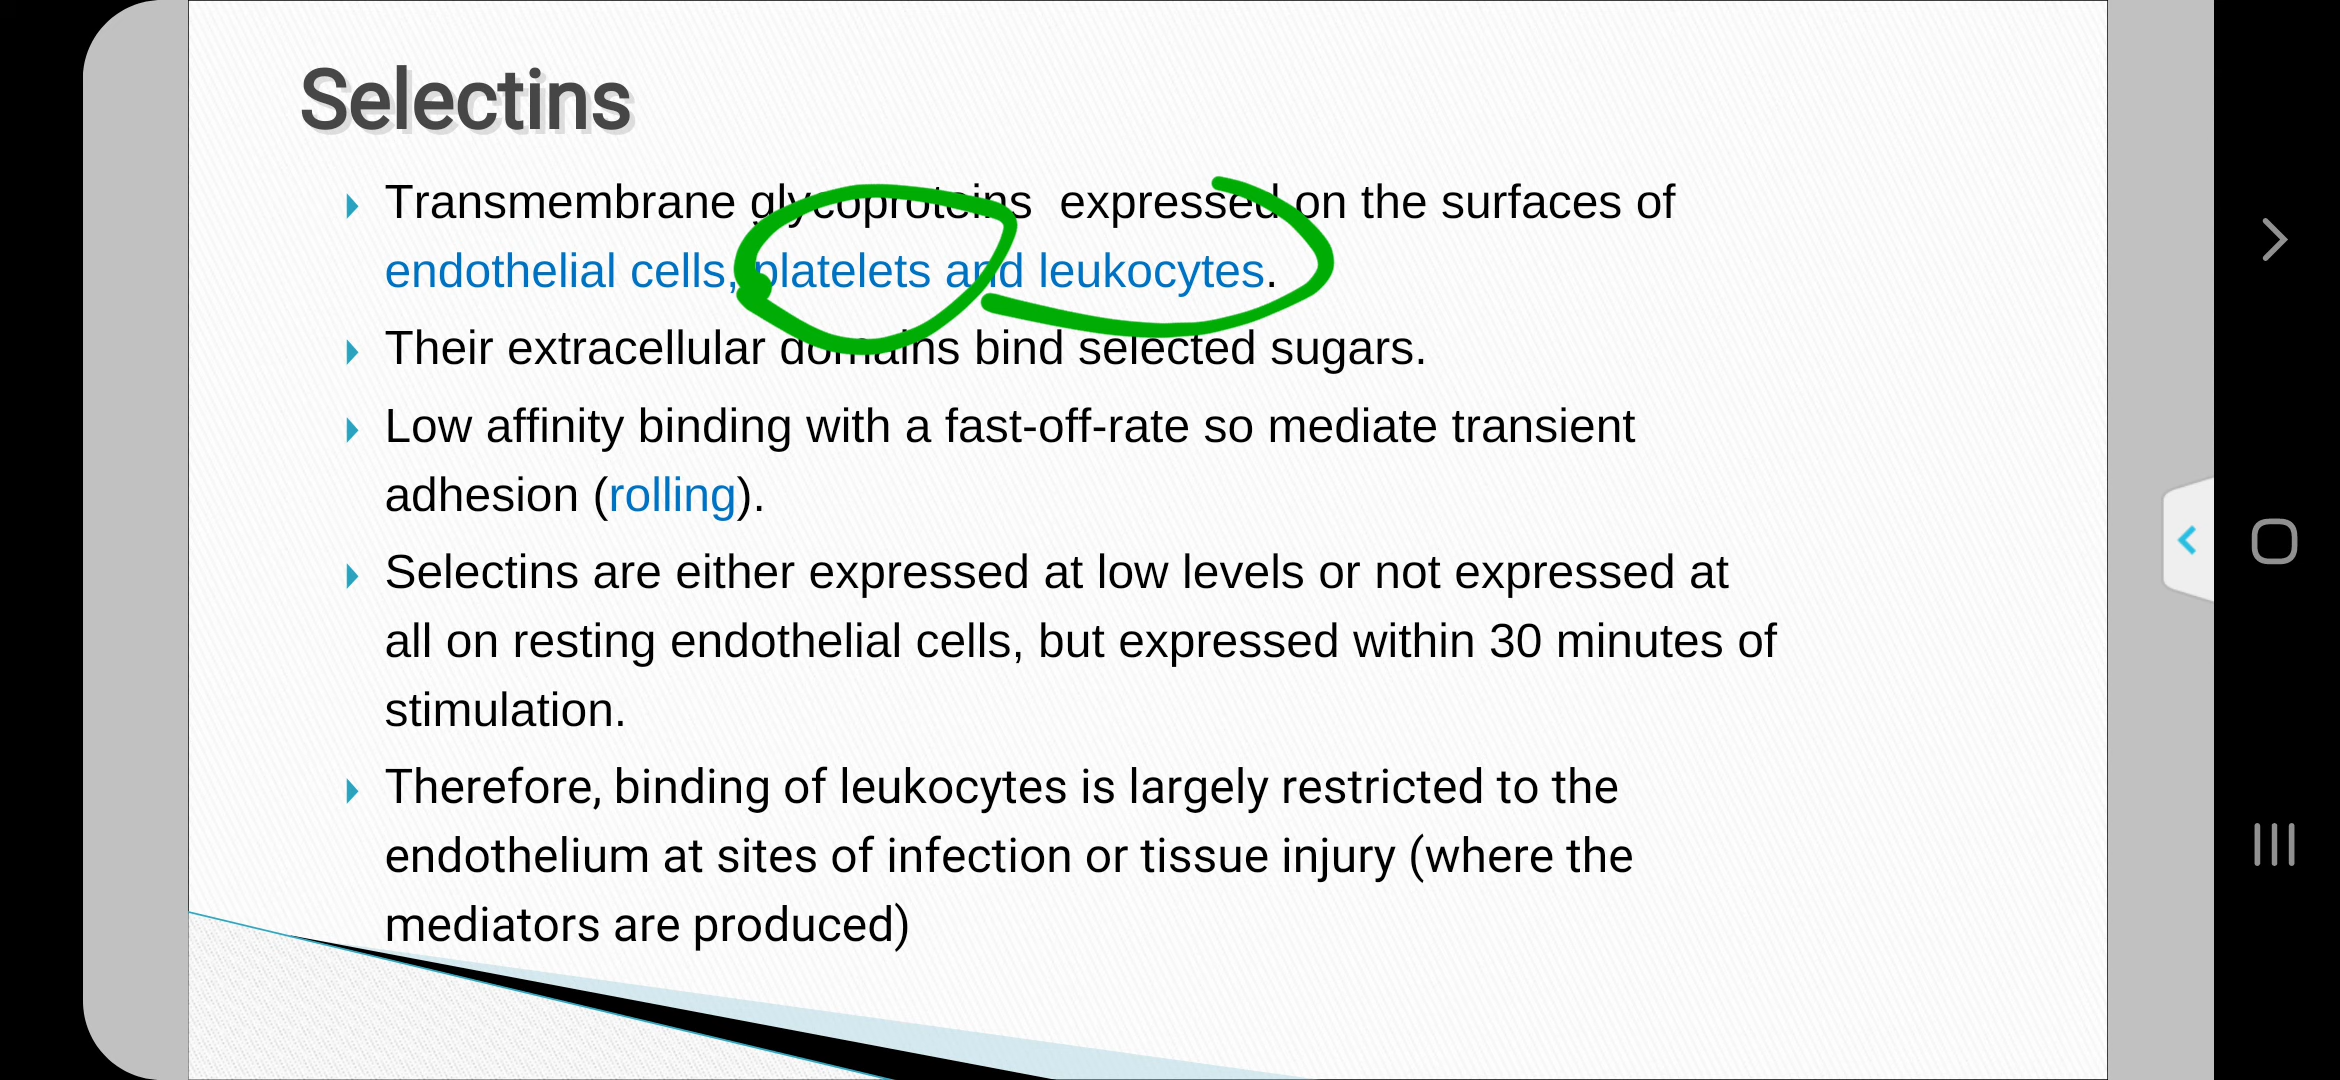 Selectins
Transmembrane glycoproteins expressed on the surfaces of
endothelial cells, platelets and leukocytes.
Their extracellular domains bind selected sugars.
Low affinity binding with a fast-off-rate so mediate transient
adhesion (rolling).
Selectins are either expressed at low levels or not expressed at
all on resting endothelial cells, but expressed within 30 minutes of
stimulation.
Therefore, binding of leukocytes is largely restricted to the
endothelium at sites of infection or tissue injury (where the
mediators are produced)